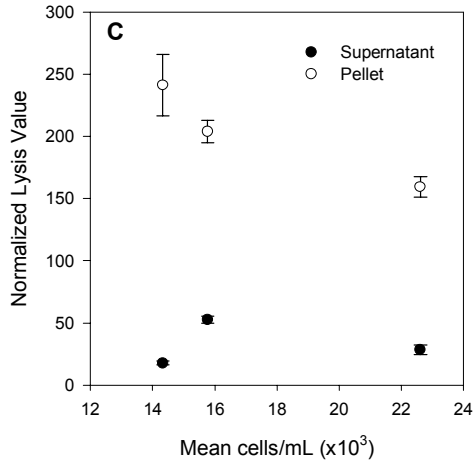 C
Supernatant
Pellet
Normalized Lysis Value
300
250
200
150
100
50
0
12 14 16 18 20 22 24
Mean cells/mL (x10³)